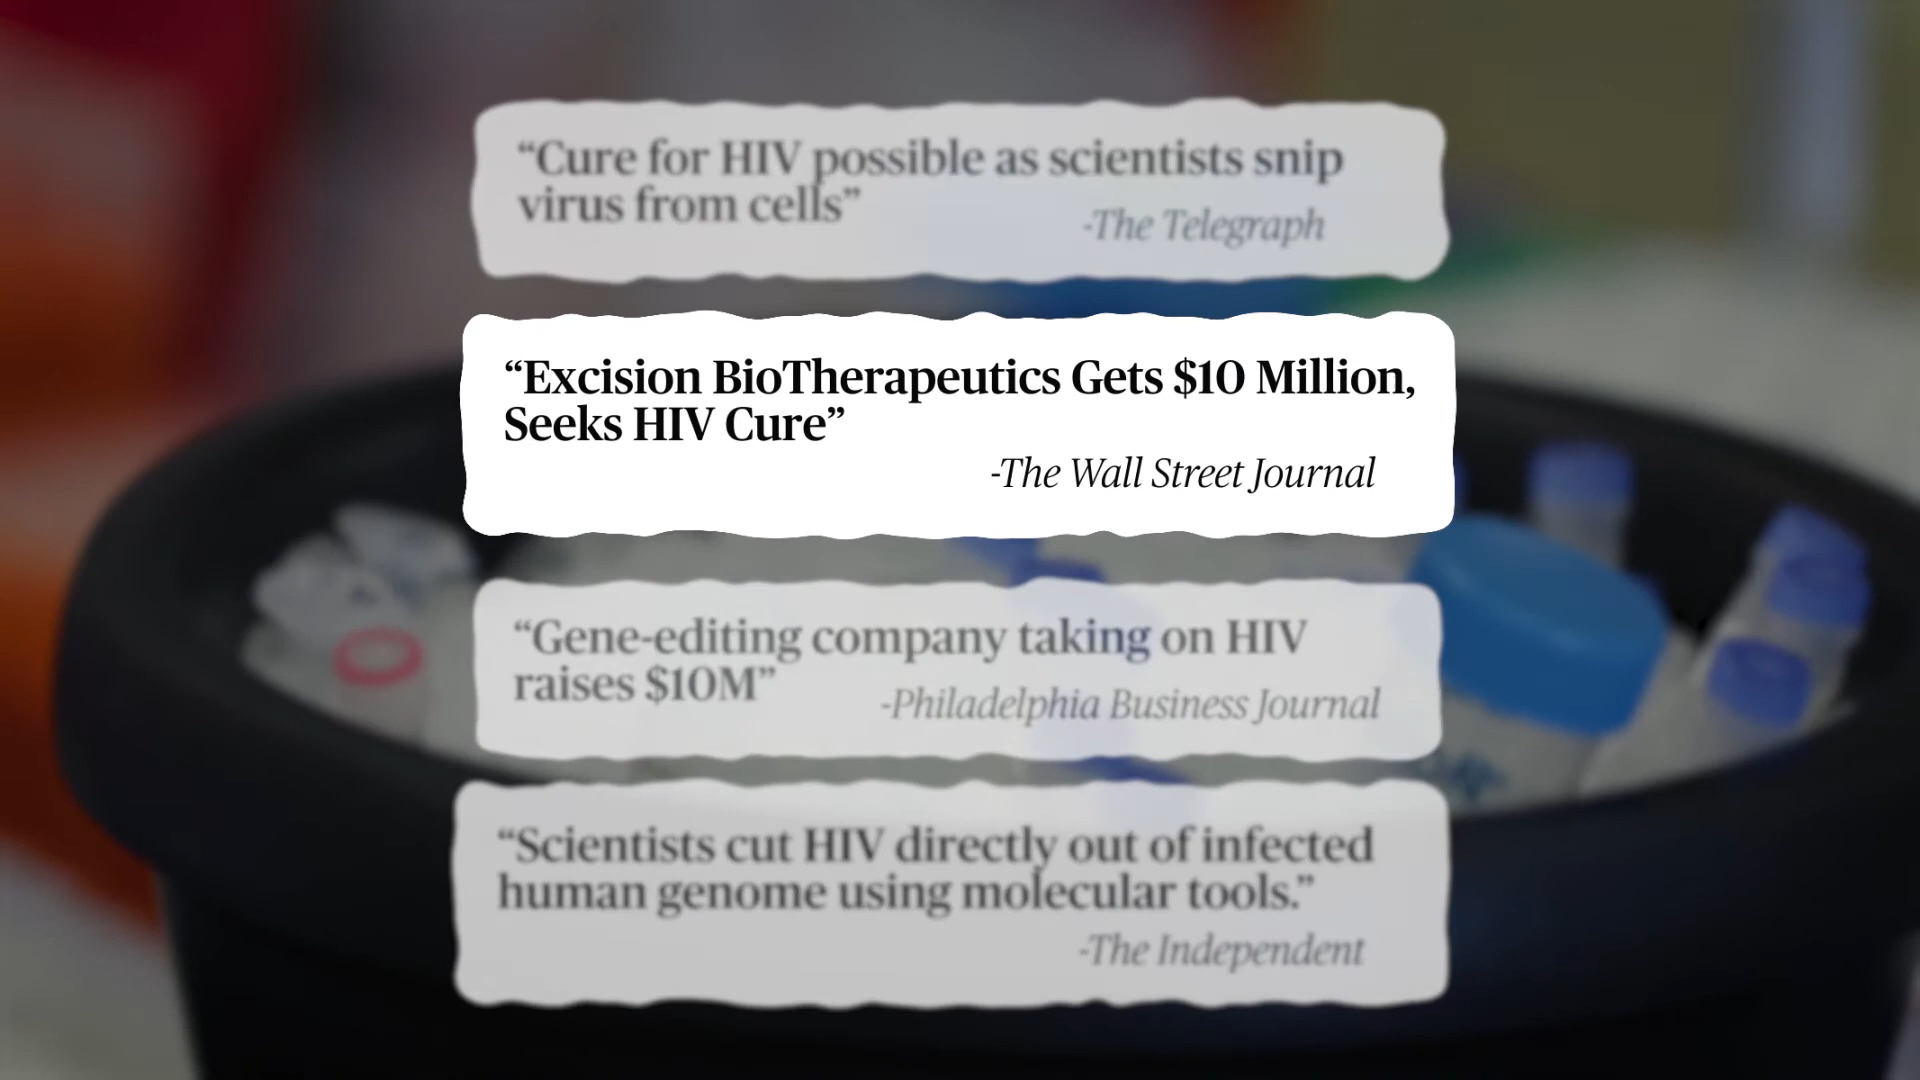 “Cure for HIV possible as scientists snip
virus from cells”
-The Telegraph
“Excision BioTherapeutics Gets $10 Million,
Seeks HIV Cure”
-The Wall Street Journal
“Gene-editing company taking on HIV
raises $10M”
-Philadelphia Business Journal
“Scientists cut HIV directly out of infected
human genome using molecular tools.”
-The Independent